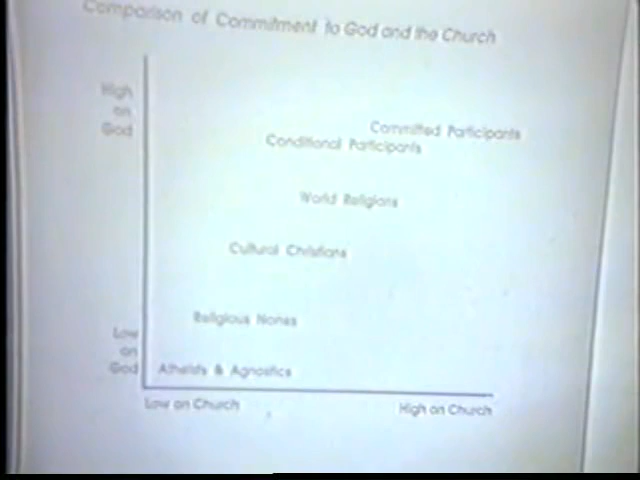 Comparison of Commitment to God and the Church
High
on
God
Committed Participants
Conditional Participants
World Religions
Cultural Christians
Religious Nones
Low
on
God
Atheists & Agnostics
Low on Church
High on Church